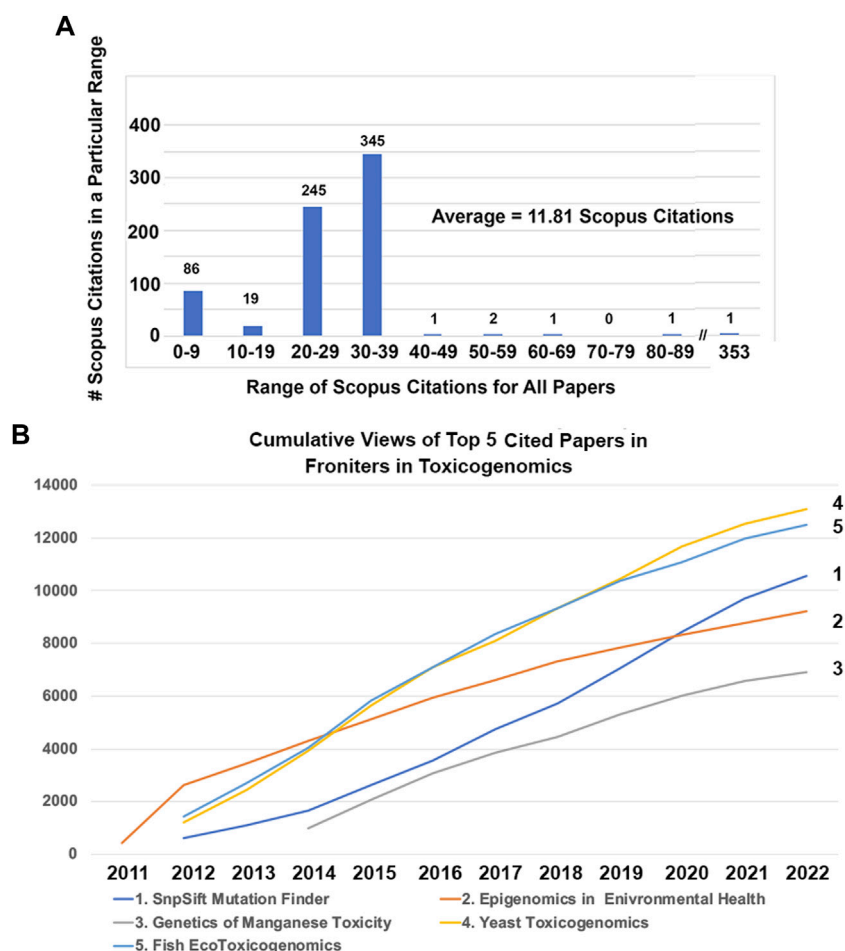 A
# Scopus Citations in a Particular Range
400
300
200
100
0
86
19
245
345
1
2
1
0
1
1
Average = 11.81 Scopus Citations
0-9 10-19 20-29 30-39 40-49 50-59 60-69 70-79 80-89 // 353
Range of Scopus Citations for All Papers
B
Cumulative Views of Top 5 Cited Papers in
Froniters in Toxicogenomics
14000
12000
10000
8000
6000
4000
2000
0
4
5
1
2
3
2011 2012 2013 2014 2015 2016 2017 2018 2019 2020 2021 2022
1. SnpSift Mutation Finder 2. Epigenomics in Enivronmental Health
3. Genetics of Manganese Toxicity 4. Yeast Toxicogenomics
5. Fish EcoToxicogenomics